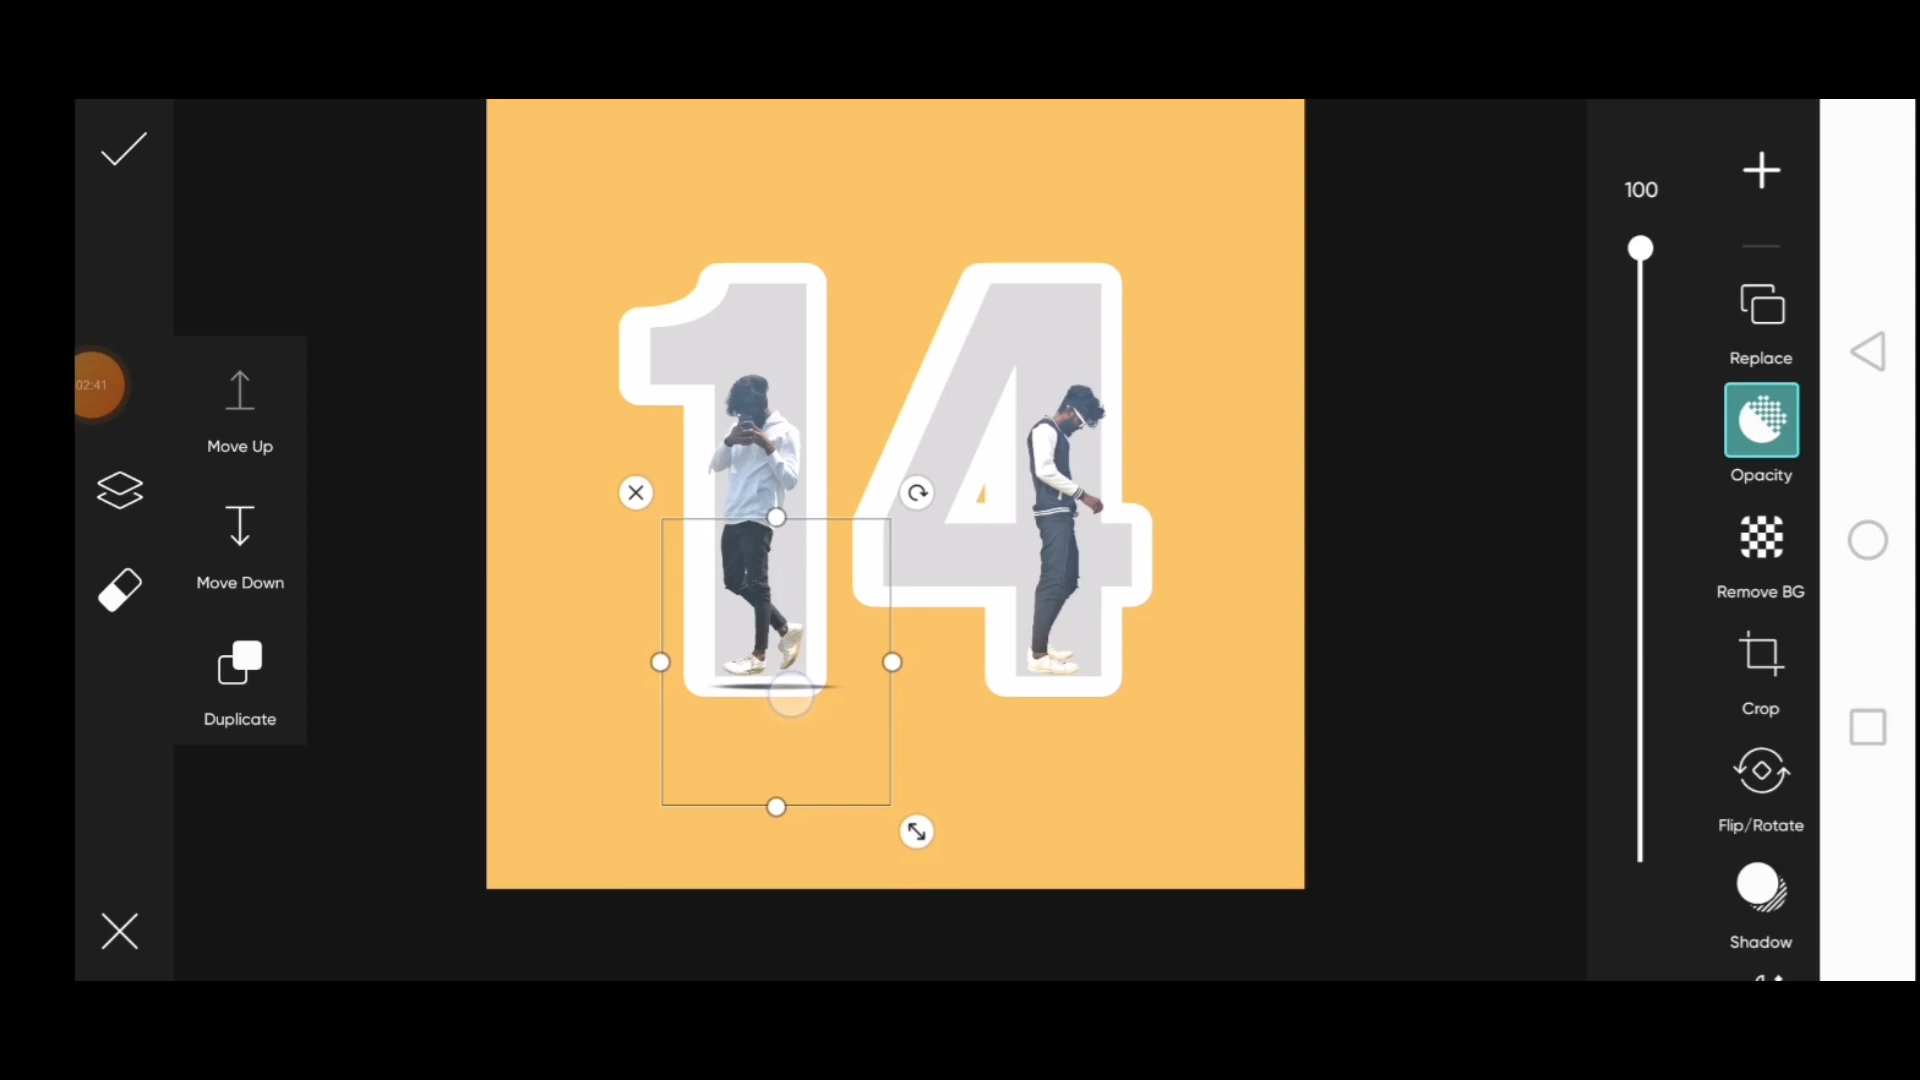 02:41
Move Up
Move Down
Duplicate
14
100
Replace
Opacity
Remove BG
Crop
Flip/Rotate
Shadow